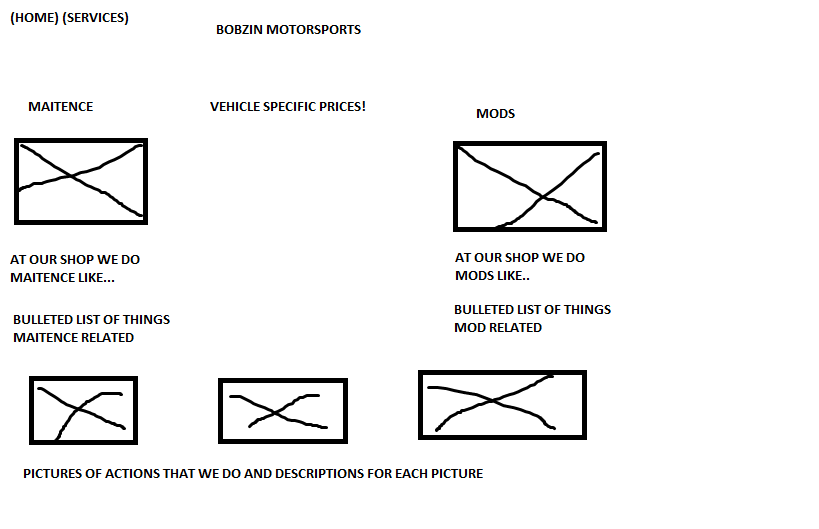 (HOME) (SERVICES)
BOBZIN MOTORSPORTS
MAITENCE
VEHICLE SPECIFIC PRICES!
MODS
AT OUR SHOP WE DO
MAITENCE LIKE...
AT OUR SHOP WE DO
MODS LIKE..
BULLETED LIST OF THINGS
MAITENCE RELATED
BULLETED LIST OF THINGS
MOD RELATED
PICTURES OF ACTIONS THAT WE DO AND DESCRIPTIONS FOR EACH PICTURE